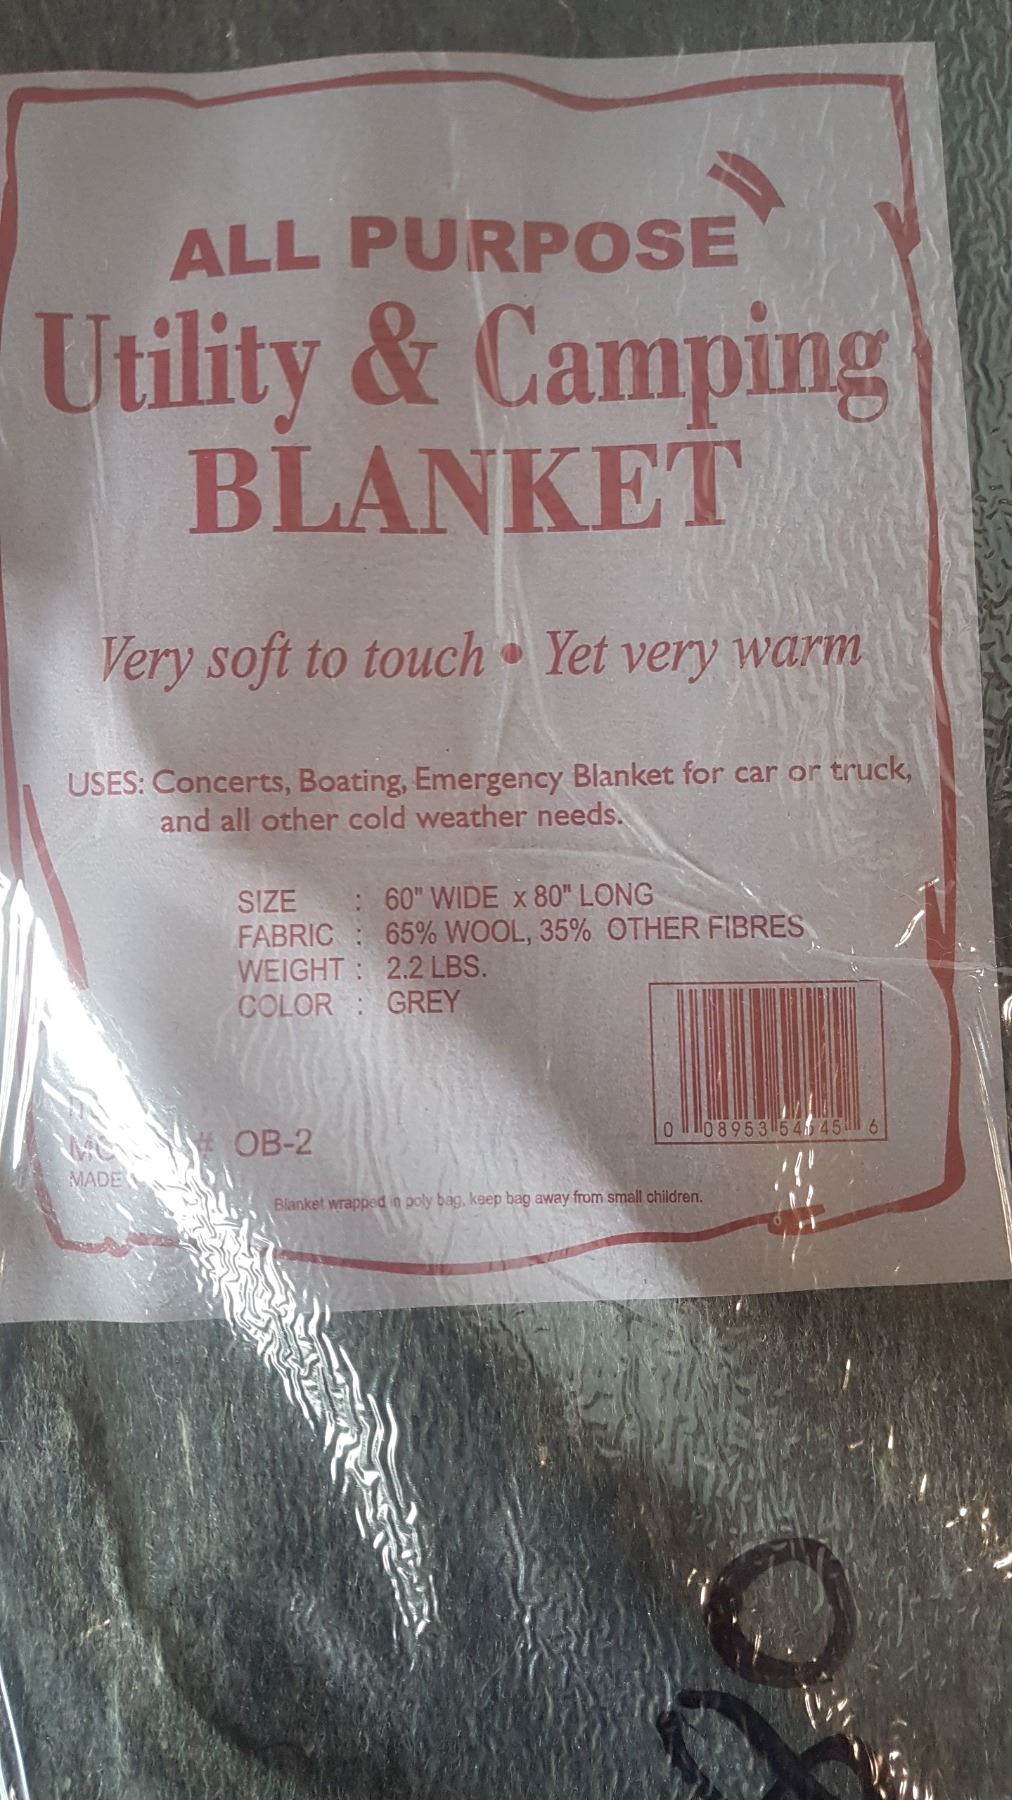 ALL PURPOSE
Utility & Camping
BLANKET
Very soft to touch • Yet very warm
USES: Concerts, Boating, Emergency Blanket for car or truck,
and all other cold weather needs.
SIZE : 60" WIDE x 80" LONG
FABRIC : 65% WOOL, 35% OTHER FIBRES
WEIGHT : 2.2 LBS.
COLOR : GREY
# OB-2
MADE
Blanket wrapped in poly bag, keep bag away from small children.